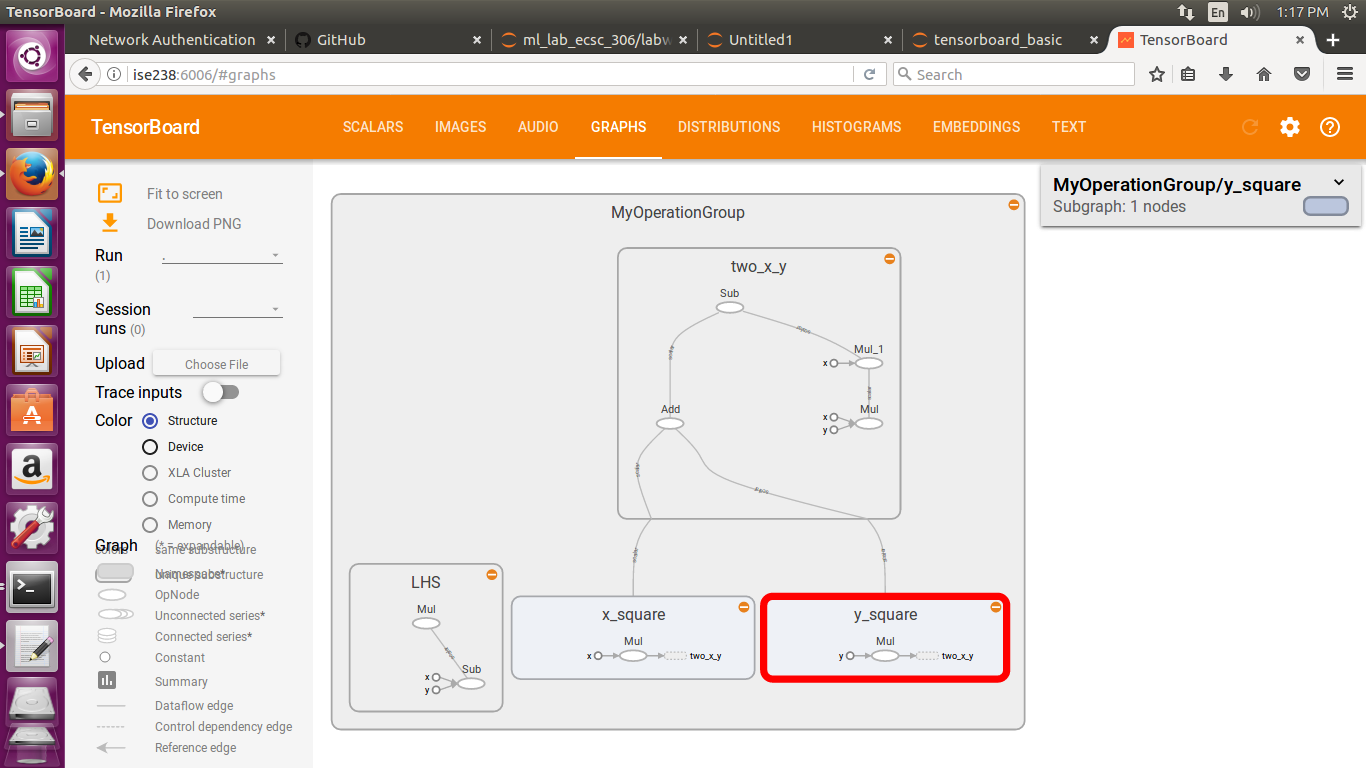 TensorBoard - Mozilla Firefox
En
1:17 PM
Network Authentication ×
GitHub ×
ml_lab_ecsc_306/labw ×
Untitled1 ×
tensorboard_basic ×
TensorBoard ×
ise238:6006/#graphs
Search
TensorBoard
SCALARS
IMAGES
AUDIO
GRAPHS
DISTRIBUTIONS
HISTOGRAMS
EMBEDDINGS
TEXT
Fit to screen
Download PNG
Run
(1)
.
Session
runs (0)
Upload
Choose File
Trace inputs
Color
Structure
Device
XLA Cluster
Compute time
Memory
Graph
(* = expandable)
colors
same substructure
Namespace*
unique substructure
OpNode
Unconnected series*
Connected series*
Constant
Summary
Dataflow edge
Control dependency edge
Reference edge
MyOperationGroup
two_x_y
Sub
Mul_1
x
Add
Mul
x
y
LHS
Mul
Sub
x
y
x_square
Mul
x
two_x_y
y_square
Mul
y
two_x_y
MyOperationGroup/y_square
Subgraph: 1 nodes